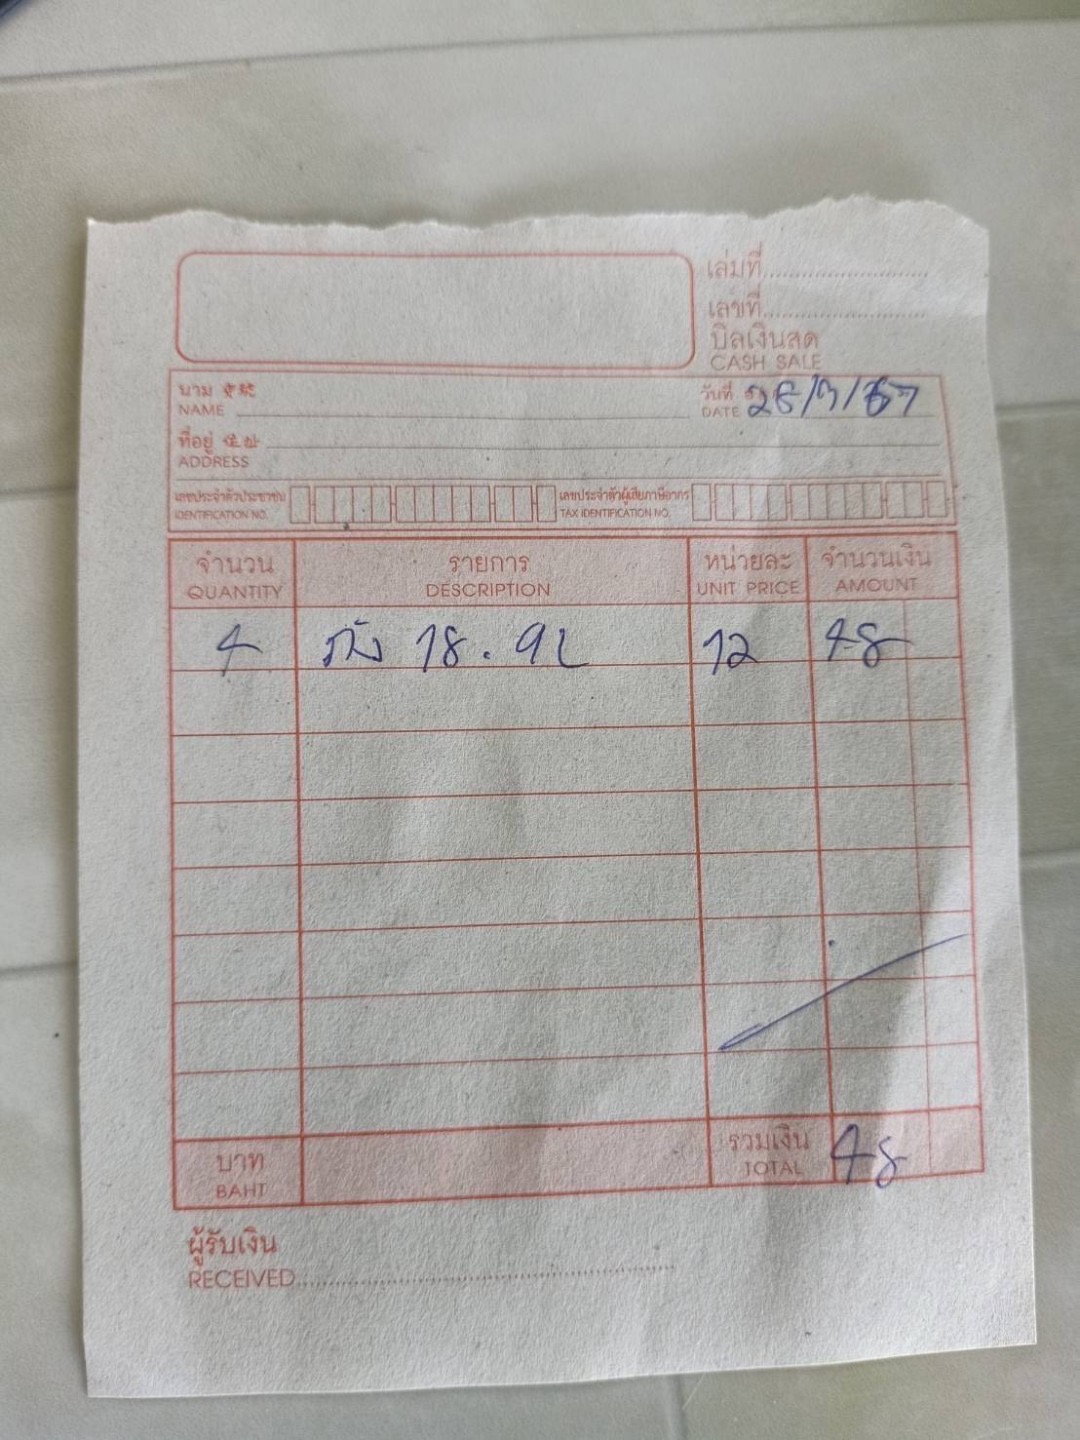 เล่มที่
เลขที่
บิลเงินสด
CASH SALE
นาม
NAME
วันที่
DATE
ที่อยู่ 住址
ADDRESS
เลขประจำตัวประชาชน
IDENTIFICATION NO.
เลขประจำตัวผู้เสียภาษีอากร
TAX IDENTIFICATION NO.
จำนวน รายการ หน่วยละ จำนวนเงิน
QUANTITY DESCRIPTION UNIT PRICE AMOUNT
4 ถัง 18.9L 12 48
บาท รวมเงิน 48
BAHT TOTAL
ผู้รับเงิน
RECEIVED